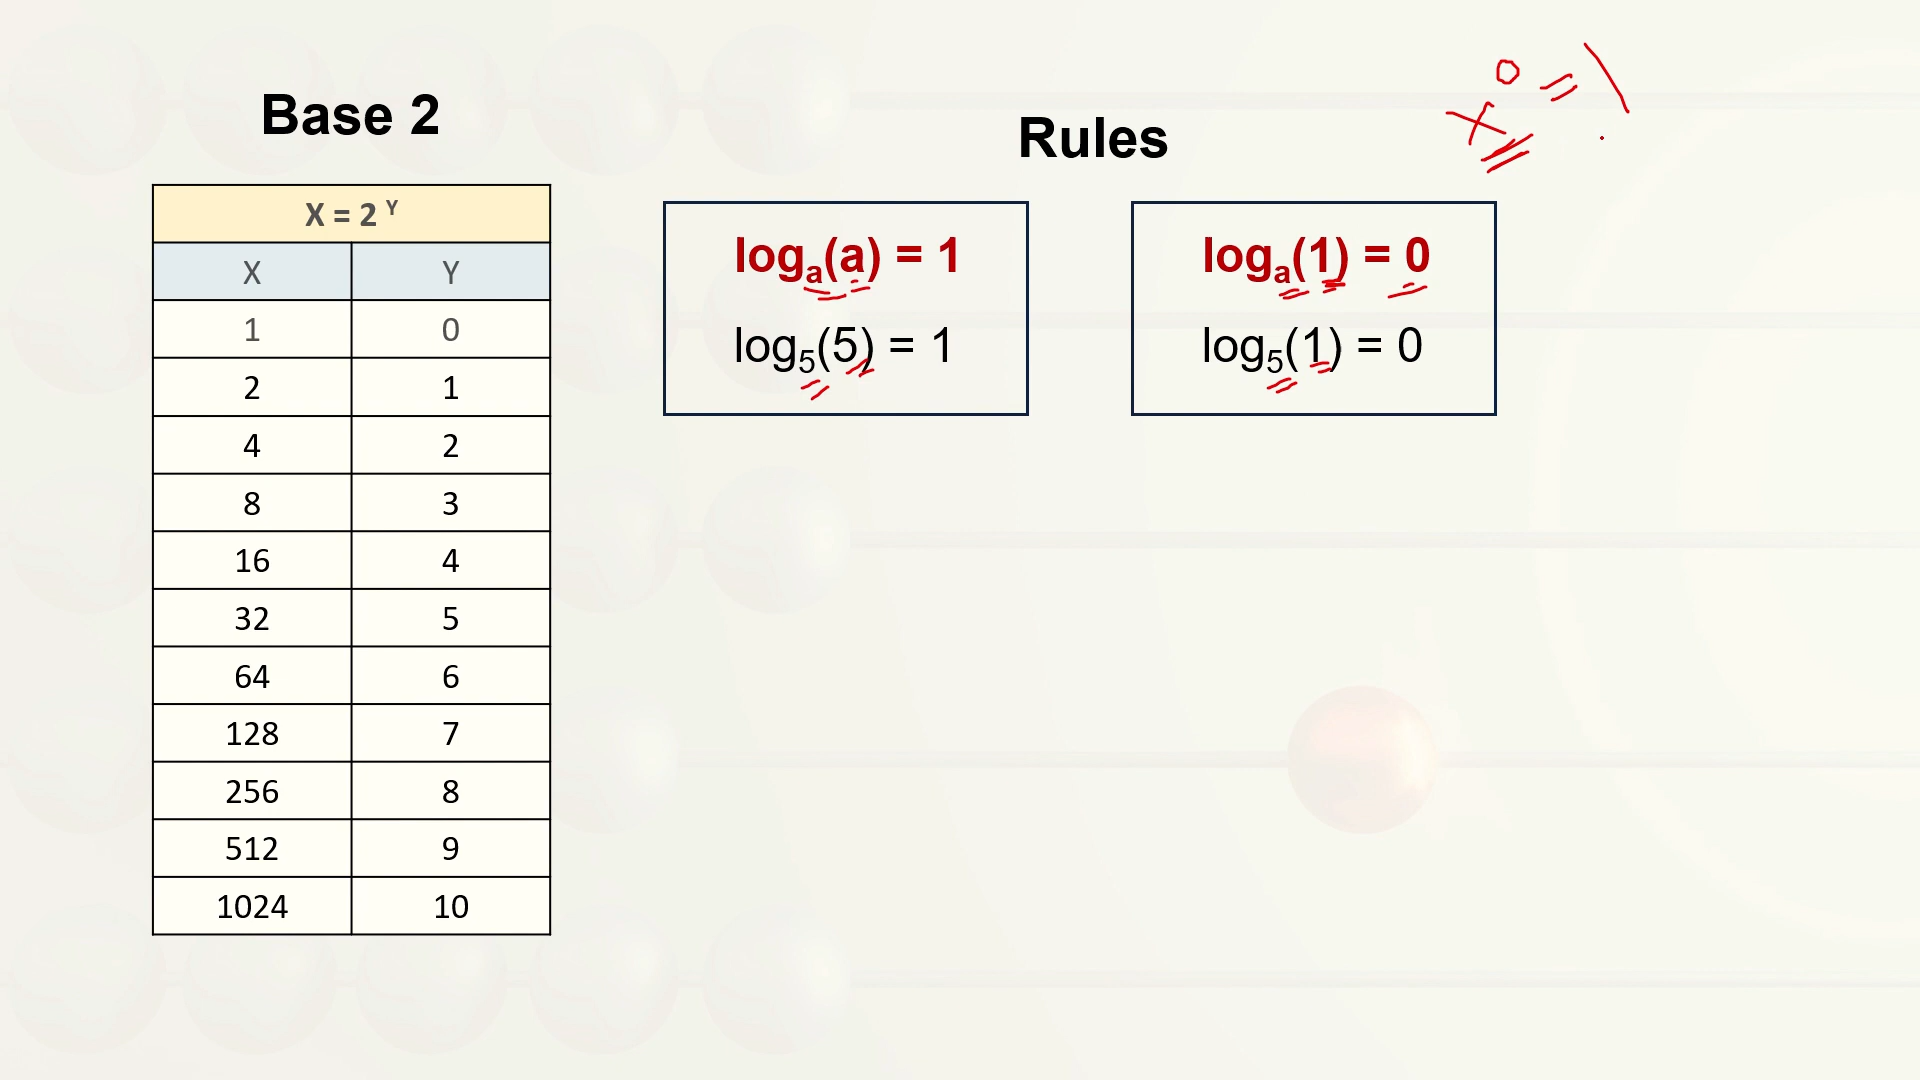 Base 2
X = 2 Y
X Y
1 0
2 1
4 2
8 3
16 4
32 5
64 6
128 7
256 8
512 9
1024 10
Rules
loga(a) = 1
log5(5) = 1
loga(1) = 0
log5(1) = 0
x0 = 1